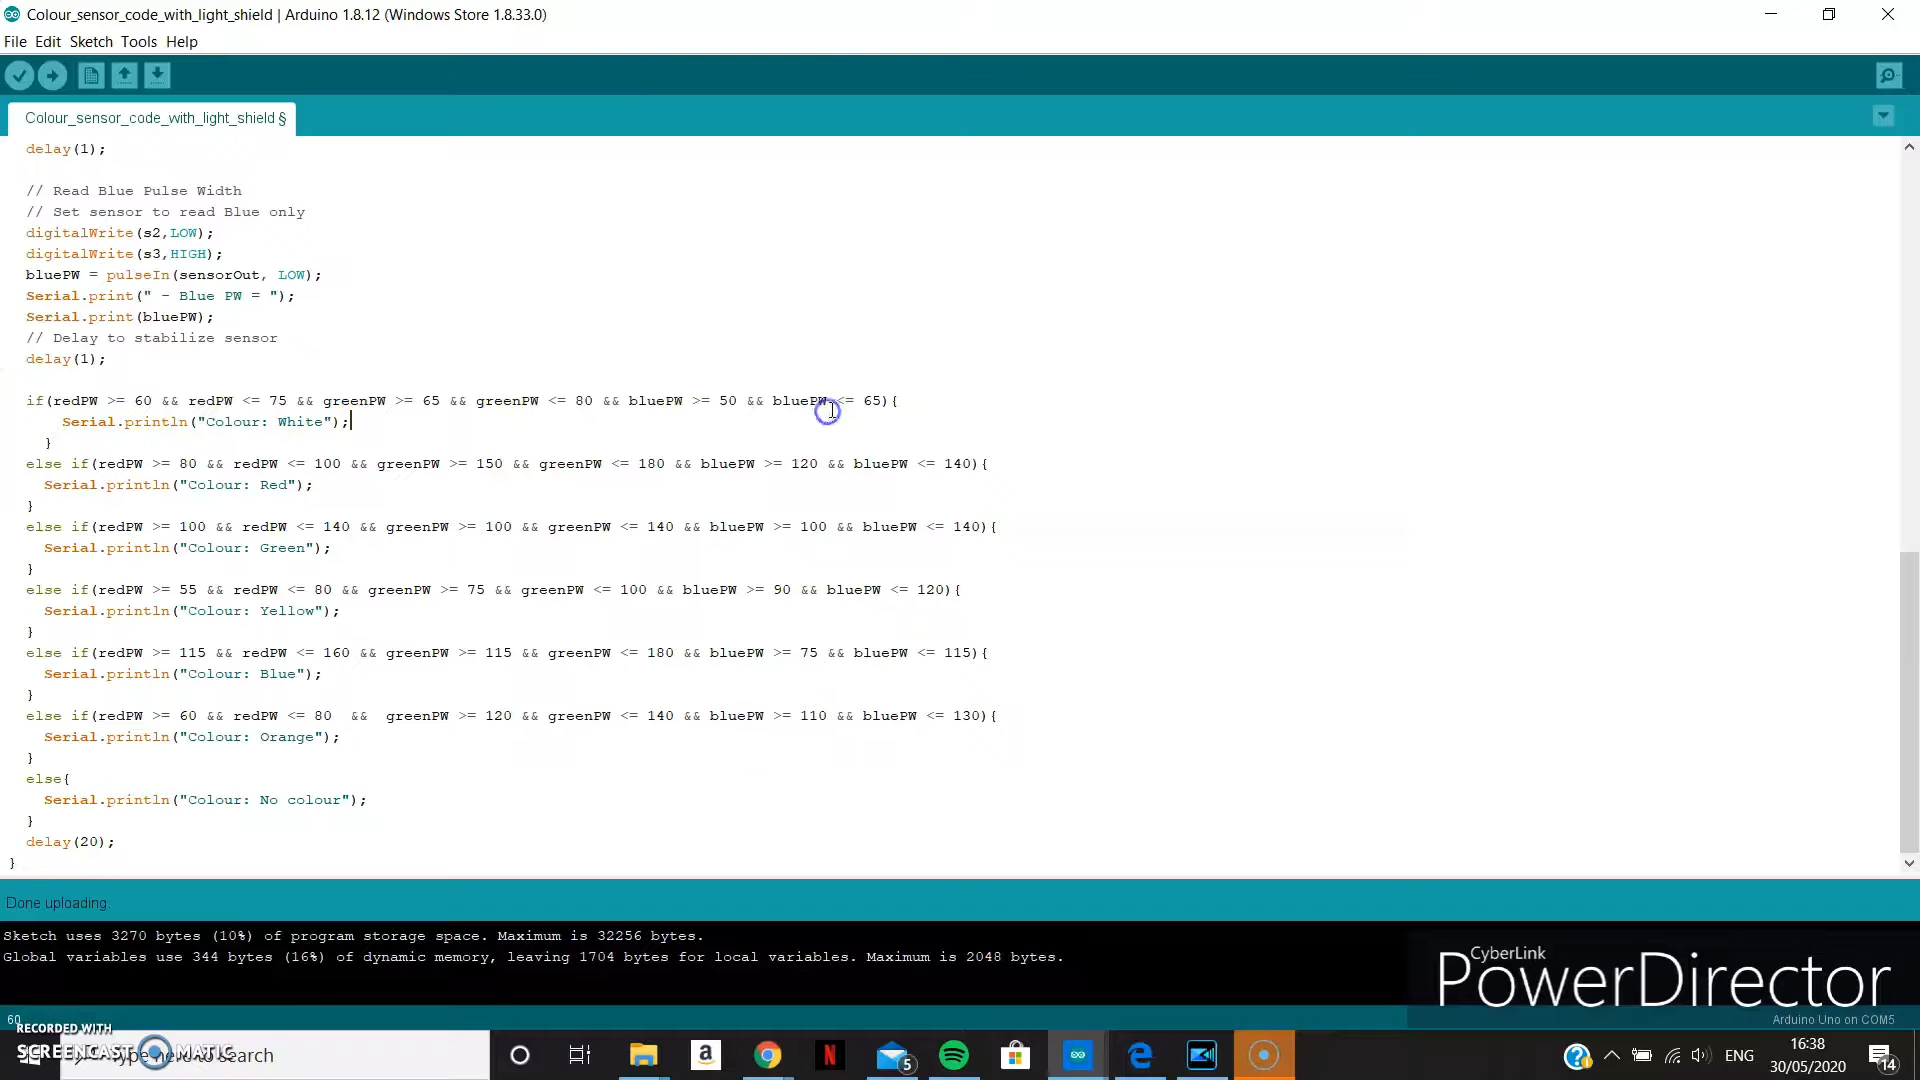 Colour_sensor_code_with_light_shield | Arduino 1.8.12 (Windows Store 1.8.33.0)
File Edit Sketch Tools Help
Colour_sensor_code_with_light_shield §
delay(1);
// Read Blue Pulse Width
// Set sensor to read Blue only
digitalWrite(s2,LOW);
digitalWrite(s3,HIGH);
bluePW = pulseIn(sensorOut, LOW);
Serial.print(" - Blue PW = ");
Serial.print(bluePW);
// Delay to stabilize sensor
delay(1);
if(redPW >= 60 && redPW <= 75 && greenPW >= 65 && greenPW <= 80 && bluePW >= 50 && bluePW <= 65){
Serial.println("Colour: White");
}
else if(redPW >= 80 && redPW <= 100 && greenPW >= 150 && greenPW <= 180 && bluePW >= 120 && bluePW <= 140){
Serial.println("Colour: Red");
}
else if(redPW >= 100 && redPW <= 140 && greenPW >= 100 && greenPW <= 140 && bluePW >= 100 && bluePW <= 140){
Serial.println("Colour: Green");
}
else if(redPW >= 55 && redPW <= 80 && greenPW >= 75 && greenPW <= 100 && bluePW >= 90 && bluePW <= 120){
Serial.println("Colour: Yellow");
}
else if(redPW >= 115 && redPW <= 160 && greenPW >= 115 && greenPW <= 180 && bluePW >= 75 && bluePW <= 115){
Serial.println("Colour: Blue");
}
else if(redPW >= 60 && redPW <= 80  &&  greenPW >= 120 && greenPW <= 140 && bluePW >= 110 && bluePW <= 130){
Serial.println("Colour: Orange");
}
else{
Serial.println("Colour: No colour");
}
delay(20);
}
Done uploading.
Sketch uses 3270 bytes (10%) of program storage space. Maximum is 32256 bytes.
Global variables use 344 bytes (16%) of dynamic memory, leaving 1704 bytes for local variables. Maximum is 2048 bytes.
CyberLink
PowerDirector
60
Arduino Uno on COM5
RECORDED WITH
SCREENCAST MATIC
Type here to search
5
ENG
16:38
30/05/2020
14